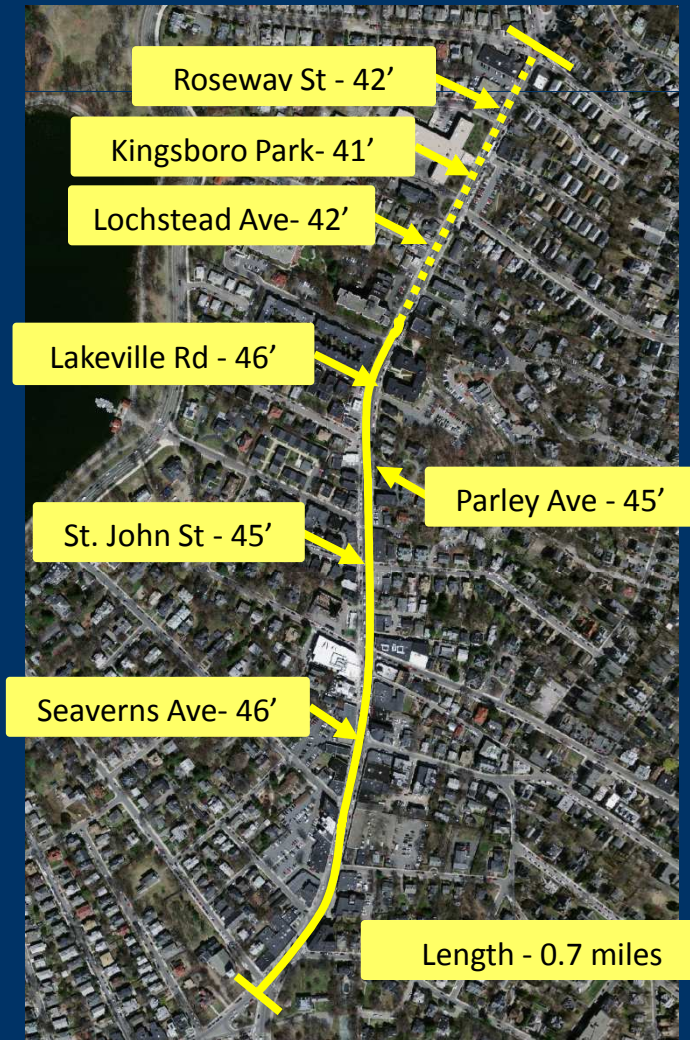 Rosewav St - 42’
Kingsboro Park- 41’
Lochstead Ave- 42’
Lakeville Rd - 46’
Parley Ave - 45’
St. John St - 45’
Seaverns Ave- 46’
Length - 0.7 miles